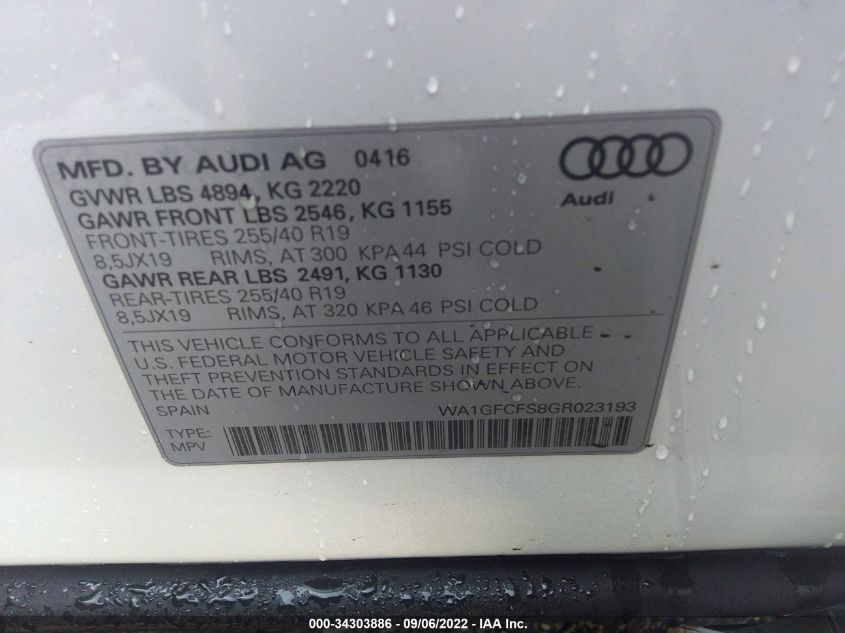 MFD. BY AUDI AG 0416
GVWR LBS 4894, KG 2220
GAWR FRONT LBS 2546, KG 1155
FRONT-TIRES 255/40 R19
8,5JX19 RIMS, AT 300 KPA 44 PSI COLD
GAWR REAR LBS 2491, KG 1130
REAR-TIRES 255/40 R19
8,5JX19 RIMS, AT 320 KPA 46 PSI COLD
Audi
THIS VEHICLE CONFORMS TO ALL APPLICABLE
U.S. FEDERAL MOTOR VEHICLE SAFETY AND
THEFT PREVENTION STANDARDS IN EFFECT ON
THE DATE OF MANUFACTURE SHOWN ABOVE.
SPAIN WA1GFCFS8GR023193
TYPE:
MPV
000-34303886 - 09/06/2022 - IAA Inc.